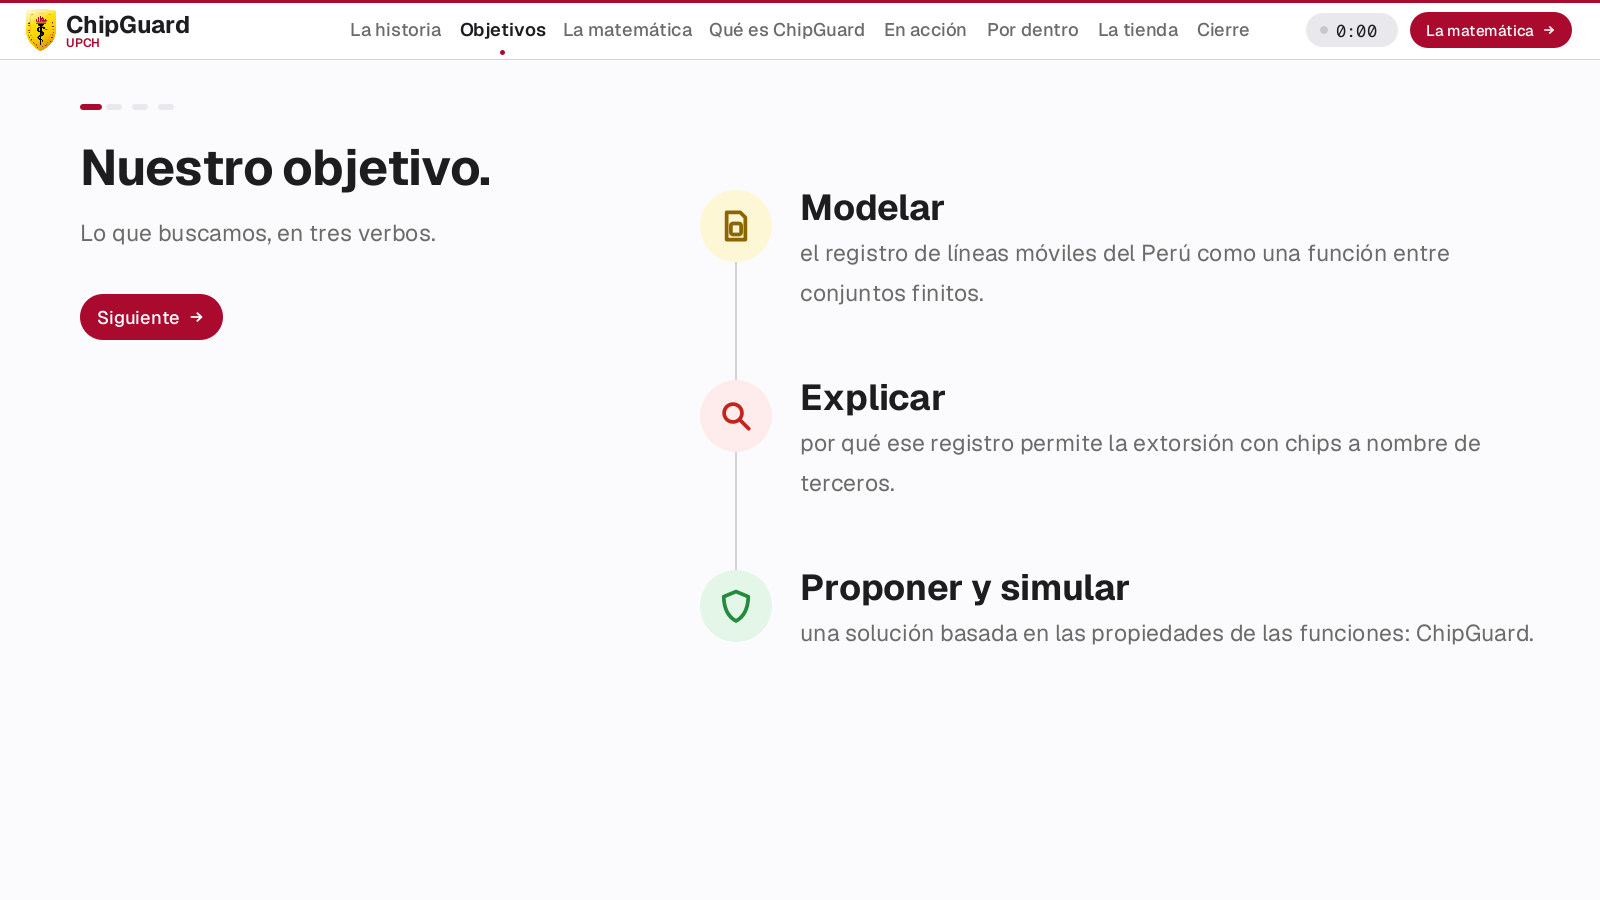 ChipGuard
UPCH
La historia
Objetivos
La matemática
Qué es ChipGuard
En acción
Por dentro
La tienda
Cierre
0:00
La matemática →
Nuestro objetivo.
Lo que buscamos, en tres verbos.
Siguiente →
Modelar
el registro de líneas móviles del Perú como una función entre
conjuntos finitos.
Explicar
por qué ese registro permite la extorsión con chips a nombre de
terceros.
Proponer y simular
una solución basada en las propiedades de las funciones: ChipGuard.